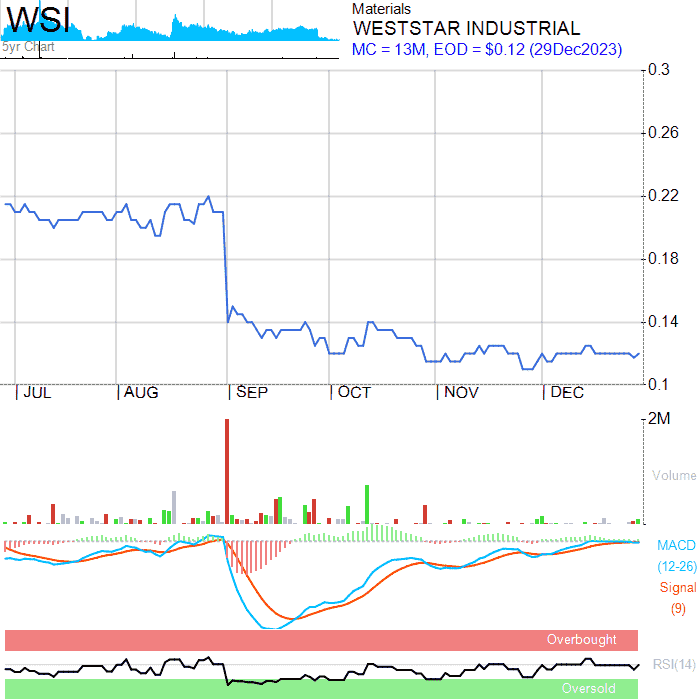 WSI
5yr Chart
Materials
WESTSTAR INDUSTRIAL
MC = 13M, EOD = $0.12 (29Dec2023)
0.3
0.26
0.22
0.18
0.14
0.1
JUL AUG SEP OCT NOV DEC
2M
Volume
MACD
(12-26)
Signal
(9)
Overbought
RSI(14)
Oversold